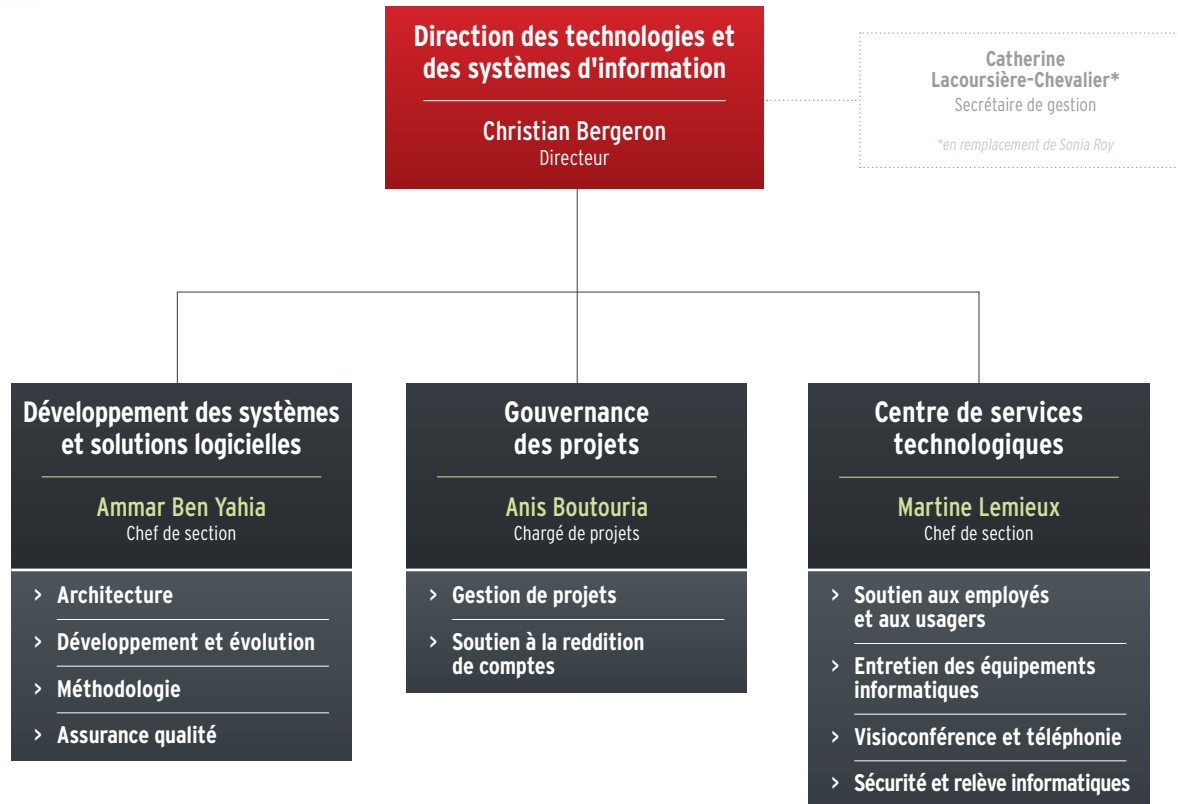 Direction des technologies et
des systèmes d'information
Christian Bergeron
Directeur
Catherine
Lacoursière-Chevalier*
Secrétaire de gestion
*en remplacement de Sonia Roy
Développement des systèmes
et solutions logicielles
Ammar Ben Yahia
Chef de section
> Architecture
> Développement et évolution
> Méthodologie
> Assurance qualité
Gouvernance
des projets
Anis Boutouria
Chargé de projets
> Gestion de projets
> Soutien à la reddition
de comptes
Centre de services
technologiques
Martine Lemieux
Chef de section
> Soutien aux employés
et aux usagers
> Entretien des équipements
informatiques
> Visioconférence et téléphonie
> Sécurité et relève informatiques